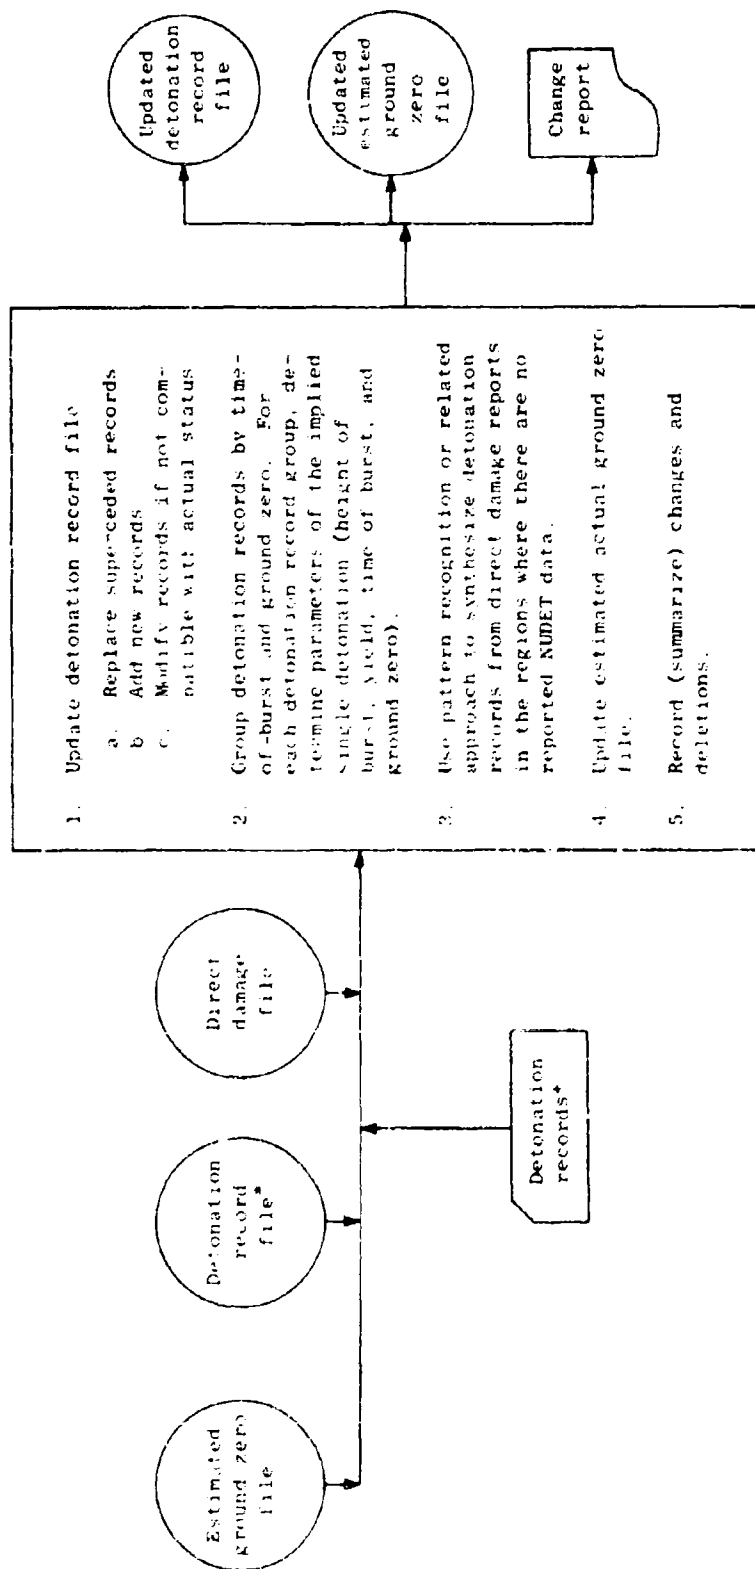 Estimated
ground zero
file
Detonation
record
file*
Direct
damage
file
Detonation
records+
1. Update detonation record file
a. Replace superceded records
b Add new records
c. Modify records if not com-
patible with actual status
2. Group detonation records by time-
of-burst and ground zero. For
each detonation record group, de-
termine parameters of the implied
single detonation (height of
burst, yield, time of burst, and
ground zero).
3. Use pattern recognition or related
approach to synthesize detonation
records from direct damage reports
in the regions where there are no
reported NUDET data.
4. Update estimated actual ground zero
file.
5. Record (summarize) changes and
deletions.
Updated
detonation
record
file
Updated
estimated
ground
zero
file
Change
report